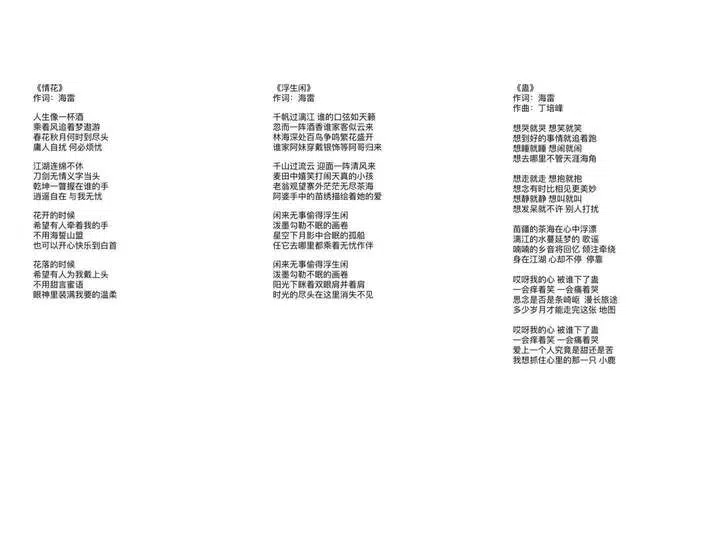 《情花》
作词：海雷
人生像一杯酒
乘着风追着梦遨游
春花秋月何时到尽头
庸人自扰 何必烦忧
江湖连绵不休
刀剑无情义字当头
乾坤一瞥握在谁的手
逍遥自在 与我无忧
花开的时候
希望有人牵着我的手
不用海誓山盟
也可以开心快乐到白首
花落的时候
希望有人为我戴上头
不用甜言蜜语
眼神里装满我要的温柔
《浮生闲》
作词：海雷
千帆过漓江 谁的口弦如天籁
忽而一阵酒香谁家客似云来
林海深处百鸟争鸣繁花盛开
谁家阿妹穿戴银饰等阿哥归来
千山过流云 迎面一阵清风来
麦田中嬉笑打闹天真的小孩
老翁观望寨外茫茫无尽茶海
阿婆手中的苗绣描绘着她的爱
闲来无事偷得浮生闲
泼墨勾勒不眠的画卷
星空下月影中合眠的孤船
任它去哪里都乘着无忧作伴
闲来无事偷得浮生闲
泼墨勾勒不眠的画卷
阳光下眯着双眼肩并着肩
时光的尽头在这里消失不见
《蛊》
作词：海雷
作曲：丁培峰
想哭就哭 想笑就笑
想到好的事情就追着跑
想睡就睡 想闹就闹
想去哪里不管天涯海角
想走就走 想抱就抱
想念有时比相见更美妙
想静就静 想叫就叫
想发呆就不许 别人打扰
苗疆的茶海在心中浮漂
漓江的水蔓延梦的 歌谣
喃喃的乡音将回忆 倾注牵绕
身在江湖 心却不停 停靠
哎呀我的心 被谁下了蛊
一会痒着笑 一会痛着哭
思念是否是条崎岖 漫长旅途
多少岁月才能走完这张 地图
哎呀我的心 被谁下了蛊
一会痒着笑 一会痛着哭
爱上一个人究竟是甜还是苦
我想抓住心里的那一只 小鹿